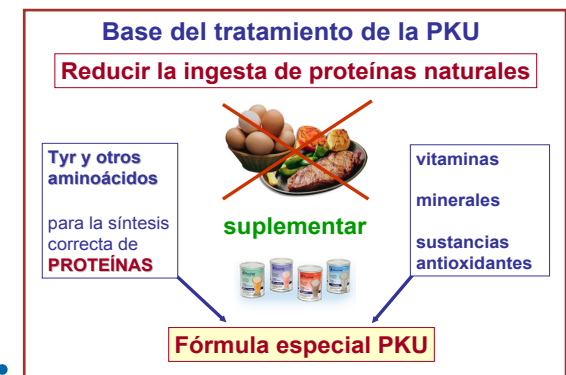 Base del tratamiento de la PKU
Reducir la ingesta de proteínas naturales
Tyr y otros
aminoácidos
para la síntesis
correcta de
PROTEÍNAS
suplementar
vitaminas
minerales
sustancias
antioxidantes
Fórmula especial PKU